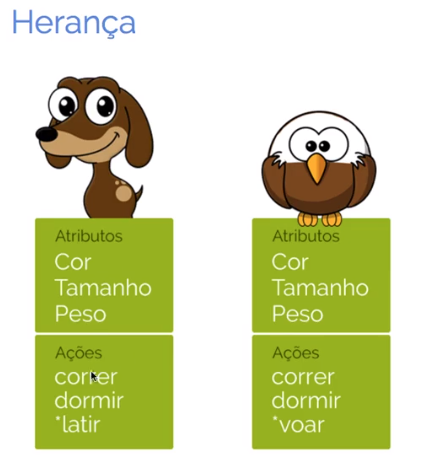 Herança
Atributos
Cor
Tamanho
Peso
Ações
correr
dormir
*latir
Atributos
Cor
Tamanho
Peso
Ações
correr
dormir
*voar